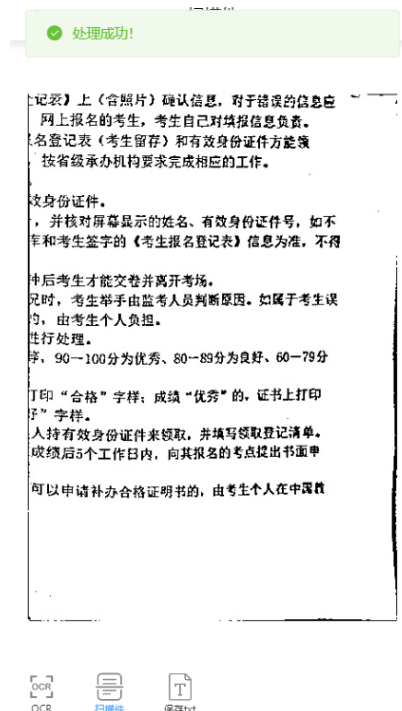 处理成功!
记表》上(含照片)确认信息,对于错误的信息应
网上报名的考生,考生自己对填报信息负责。
名登记表(考生留存)和有效身份证件方能领
,按省级承办机构要求完成相应的工作。
效身份证件。
,并核对屏幕显示的姓名、有效身份证件号,如不
车和考生签字的《考生报名登记表》信息为准,不得
钟后考生才能交卷并离开考场。
况时,考生举手由监考人员判断原因。如属于考生误
的,由考生个人负担。
进行处理。
等,90—100分为优秀、80—89分为良好、60—79分
打印“合格”字样;成绩“优秀”的,证书上打印
好”字样。
人持有效身份证件来领取,并填写领取登记清单。
成绩后5个工作日内,向其报名的考点提出书面申
可以申请补办合格证明书的,由考生个人在中国教
OCR
OCR
扫描件
保存txt